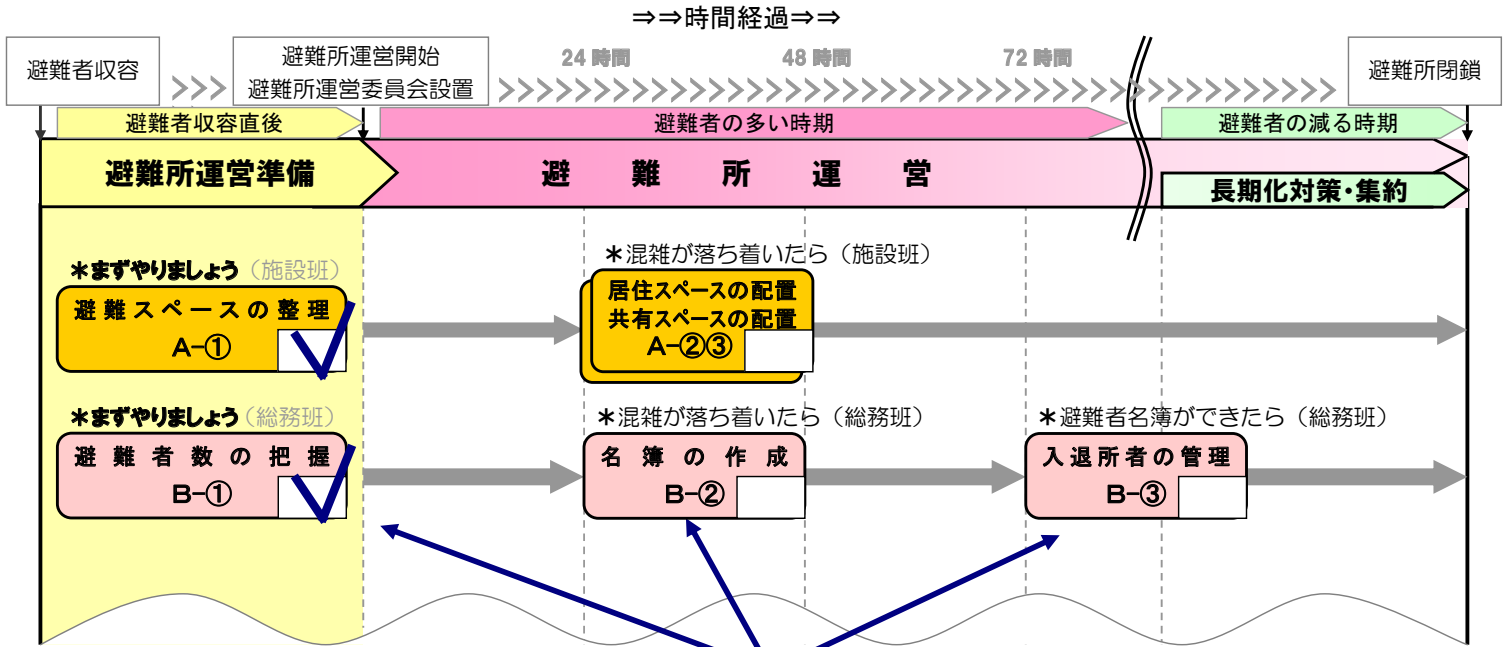 ⇒⇒時間経過⇒⇒
避難者収容
避難所運営開始
避難所運営委員会設置
24 時間
48 時間
72 時間
避難所閉鎖
避難者収容直後
避難者の多い時期
避難者の減る時期
避難所運営準備
避難所運営
長期化対策・集約
＊まずやりましょう（施設班）
避難スペースの整理
A-①
＊混雑が落ち着いたら（施設班）
居住スペースの配置
共有スペースの配置
A-②③
＊まずやりましょう（総務班）
避難者数の把握
B-①
＊混雑が落ち着いたら（総務班）
名簿の作成
B-②
＊避難者名簿ができたら（総務班）
入退所者の管理
B-③